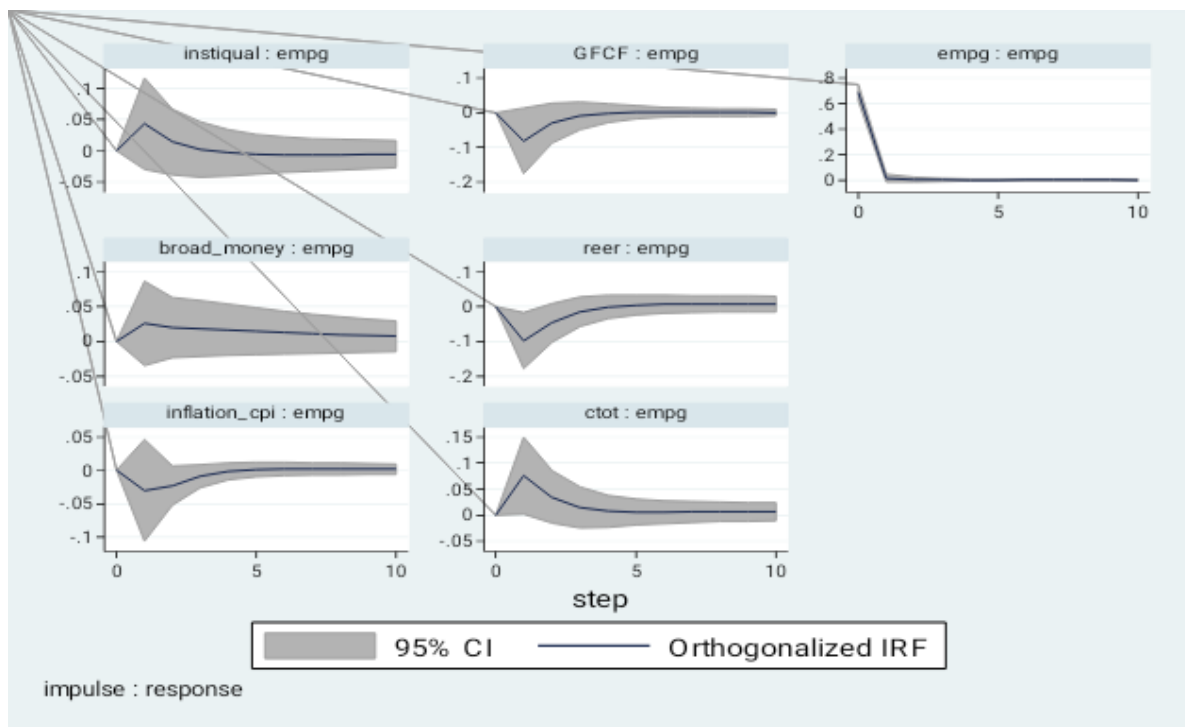 instiqual : empg
.1
.05
0
-.05
GFCF : empg
.1
0
-.1
-.2
empg : empg
.8
.6
.4
.2
0
0 5 10
broad_money : empg
.1
.05
0
-.05
reer : empg
.1
0
-.1
-.2
inflation_cpi : empg
.05
0
-.05
-.1
0 5 10
ctot : empg
.15
.1
.05
0
-.05
0 5 10
step
95% CI Orthogonalized IRF
impulse : response